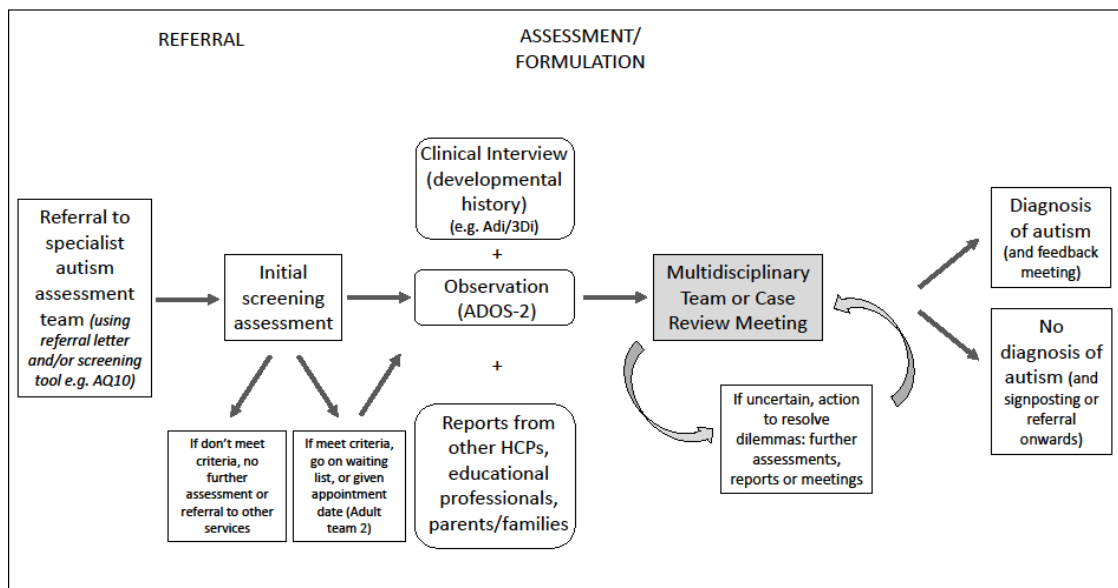 REFERRAL
ASSESSMENT/
FORMULATION
Referral to
specialist
autism
assessment
team (using
referral letter
and/or screening
tool e.g. AQ10)
Initial
screening
assessment
If don't meet
criteria, no
further
assessment or
referral to other
services
If meet criteria,
go on waiting
list, or given
appointment
date (Adult
team 2)
Clinical Interview
(developmental
history)
(e.g. Adi/3Di)
+
Observation
(ADOS-2)
+
Reports from
other HCPs,
educational
professionals,
parents/families
Multidisciplinary
Team or Case
Review Meeting
If uncertain, action
to resolve
dilemmas: further
assessments,
reports or meetings
Diagnosis
of autism
(and feedback
meeting)
No
diagnosis of
autism (and
signposting or
referral
onwards)